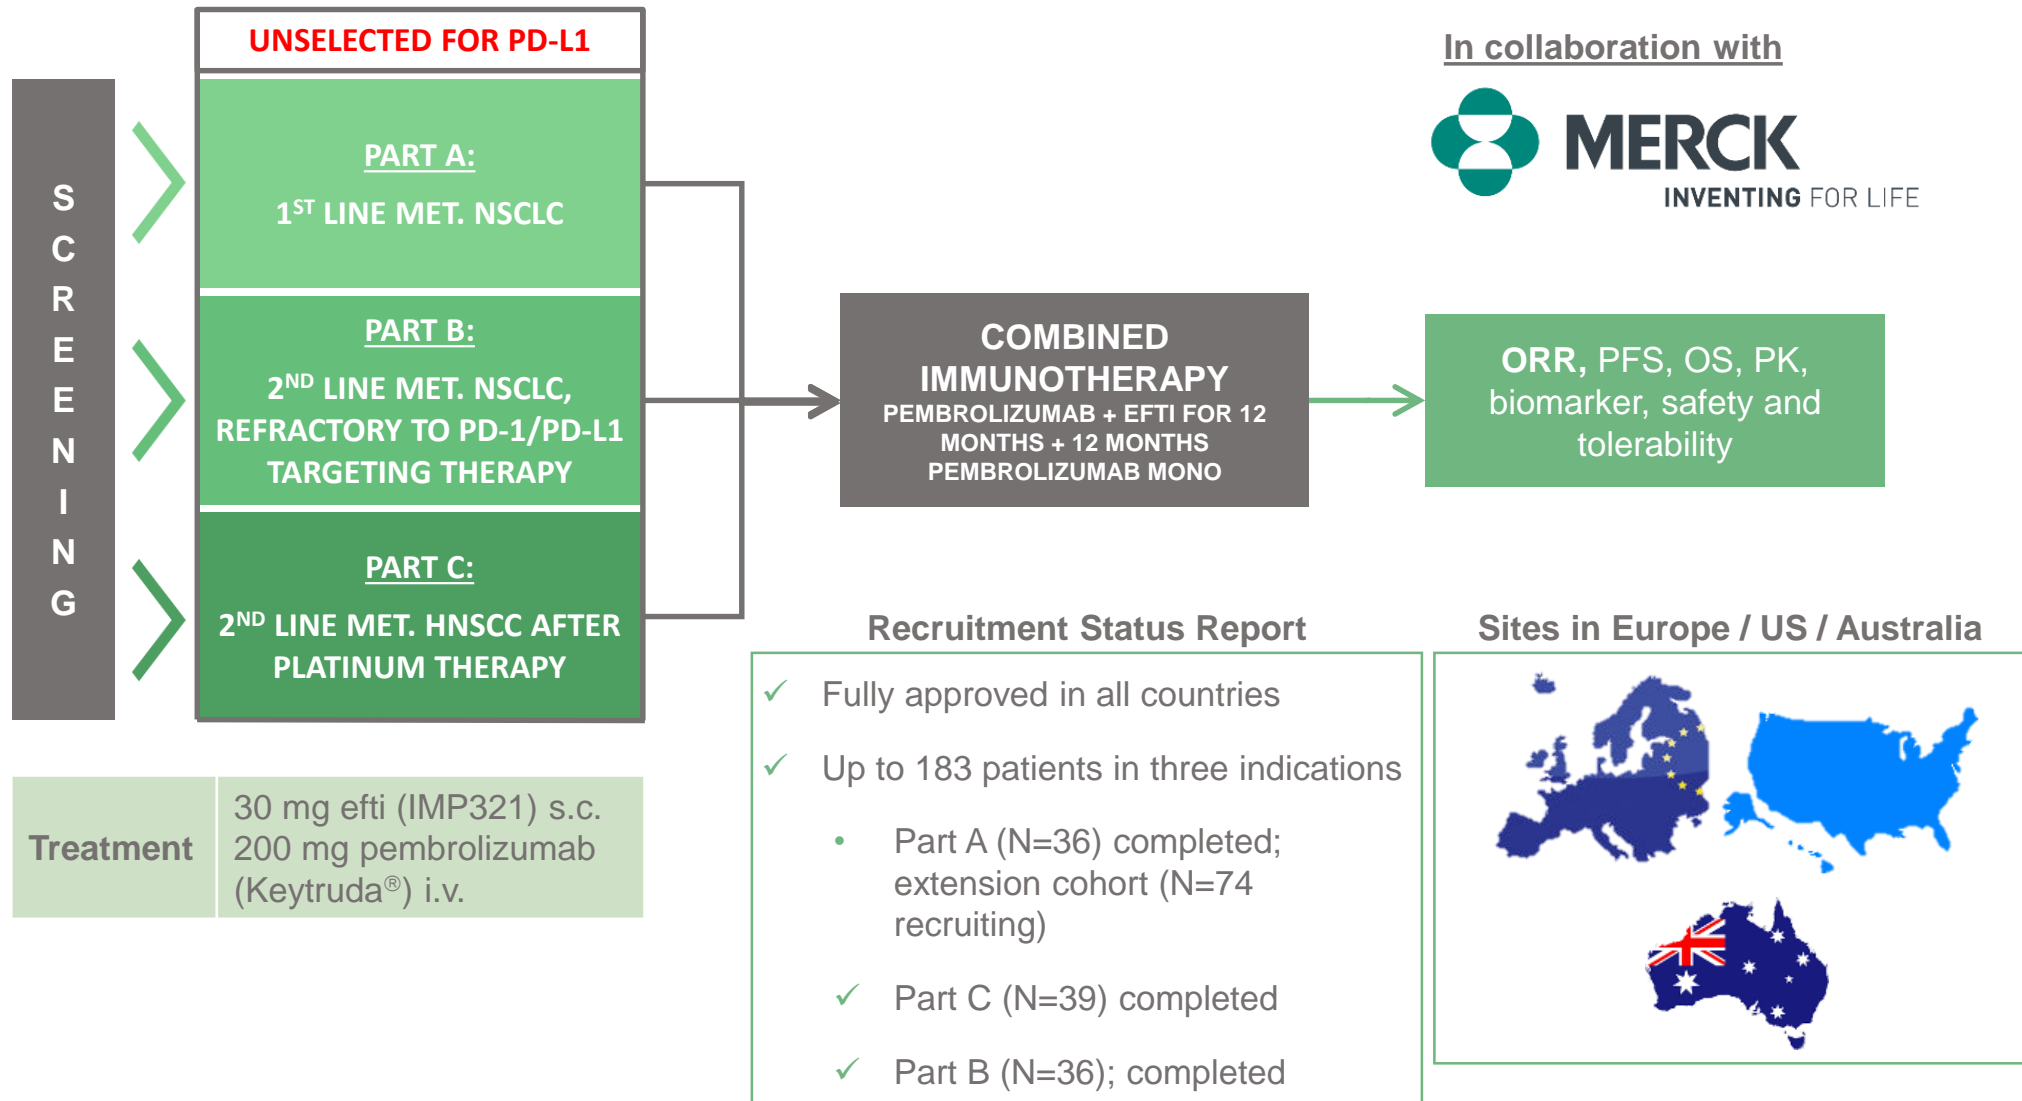 UNSELECTED FOR PD-L1
SCREENING
PART A:
1ST LINE MET. NSCLC
PART B:
2ND LINE MET. NSCLC,
REFRACTORY TO PD-1/PD-L1
TARGETING THERAPY
PART C:
2ND LINE MET. HNSCC AFTER
PLATINUM THERAPY
COMBINED
IMMUNOTHERAPY
PEMBROLIZUMAB + EFTI FOR 12
MONTHS + 12 MONTHS
PEMBROLIZUMAB MONO
In collaboration with
MERCK
INVENTING FOR LIFE
ORR, PFS, OS, PK,
biomarker, safety and
tolerability
Treatment
30 mg efti (IMP321) s.c.
200 mg pembrolizumab
(Keytruda®) i.v.
Recruitment Status Report
✓ Fully approved in all countries
✓ Up to 183 patients in three indications
• Part A (N=36) completed;
extension cohort (N=74
recruiting)
✓ Part C (N=39) completed
✓ Part B (N=36); completed
Sites in Europe / US / Australia